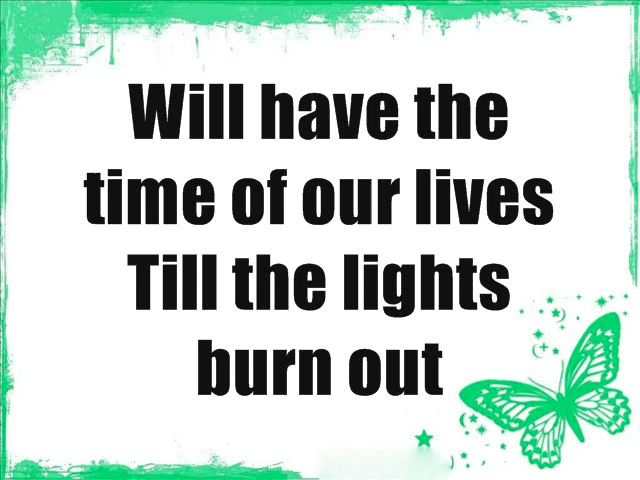 Will have the
time of our lives
Till the lights
burn out